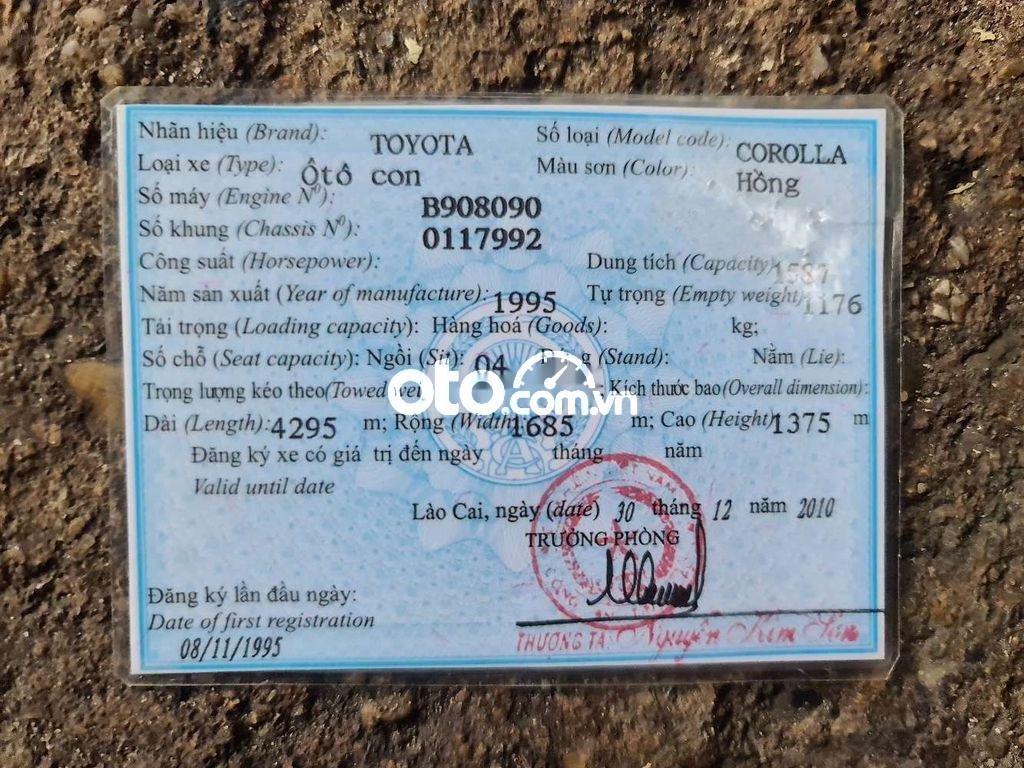 Nhãn hiệu (Brand): TOYOTA Số loại (Model code): COROLLA
Loại xe (Type): Ôtô con Màu sơn (Color): Hồng
Số máy (Engine N⁰): B908090
Số khung (Chassis N⁰): 0117992
Công suất (Horsepower): Dung tích (Capacity) 1587
Năm sản xuất (Year of manufacture): 1995 Tự trọng (Empty weight) 1176
Tải trọng (Loading capacity): Hàng hoá (Goods): kg;
Số chỗ (Seat capacity): Ngồi (Sit): 04 (Stand): Nằm (Lie):
Trọng lượng kéo theo(Towed Kích thước bao(Overall dimension):
oto.com.vn
Dài (Length): 4295 m; Rộng (Width 1685 m; Cao (Height) 1375 m
Đăng ký xe có giá trị đến ngày tháng năm
Valid until date
Lào Cai, ngày (date) 30 tháng 12 năm 2010
TRƯỞNG PHÒNG
Đăng ký lần đầu ngày:
Date of first registration
08/11/1995
THƯỢNG TÁ: Nguyễn Kim